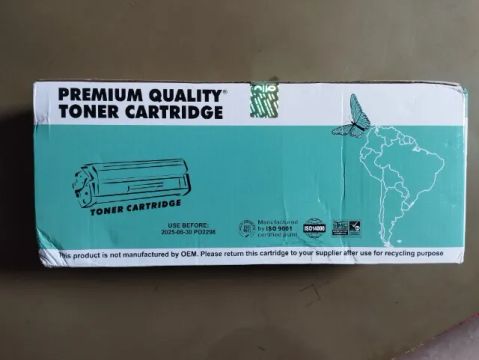 PREMIUM QUALITY®
TONER CARTRIDGE
TONER CARTRIDGE
USE BEFORE:
2025-06-30 PD2298
Manufactured
by ISO 9001
certified plant
ISO14000
This product is not manufactured by OEM. Please return this cartridge to your supplier after use for recycling purpose